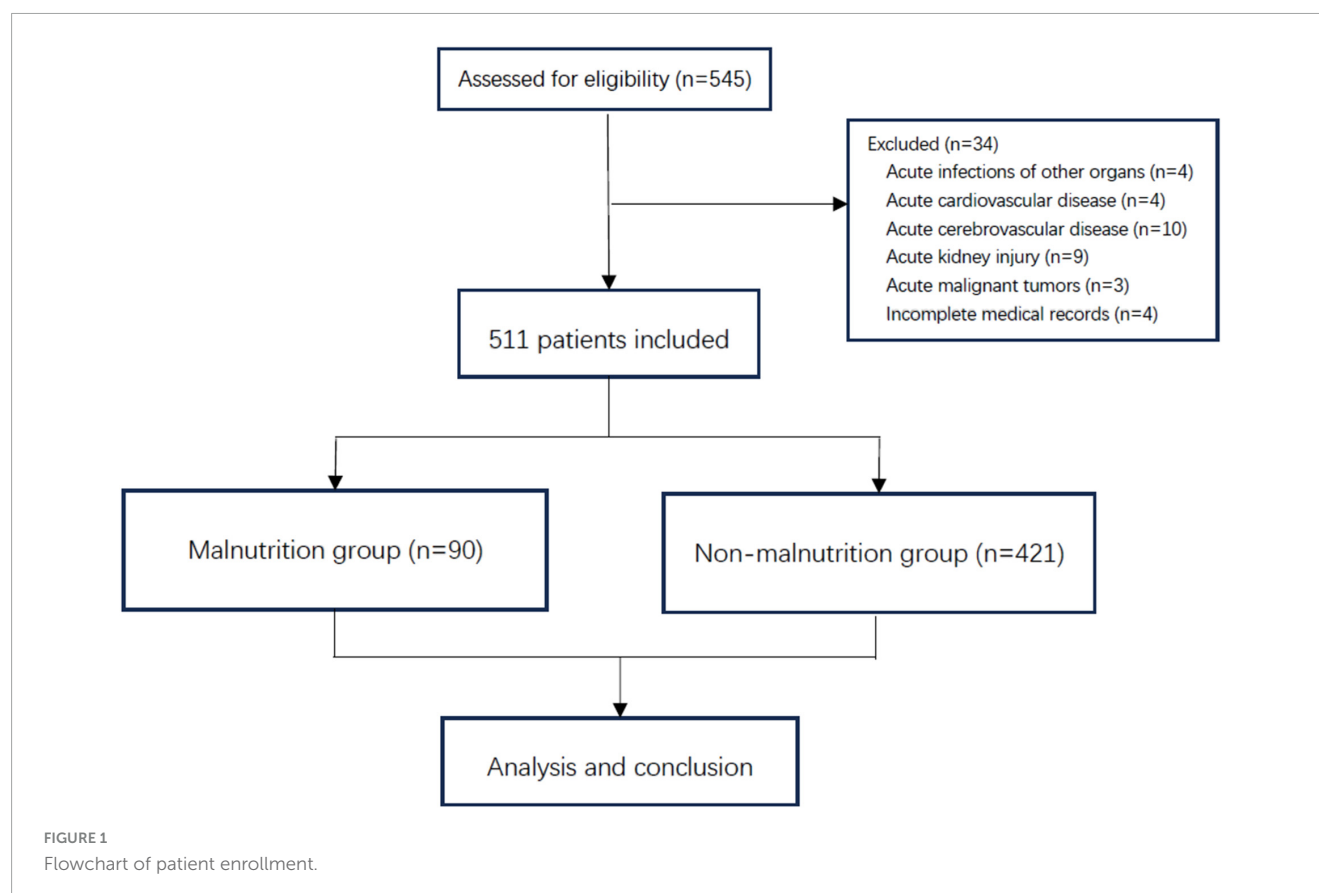 Assessed for eligibility (n=545)
Excluded (n=34)
Acute infections of other organs (n=4)
Acute cardiovascular disease (n=4)
Acute cerebrovascular disease (n=10)
Acute kidney injury (n=9)
Acute malignant tumors (n=3)
Incomplete medical records (n=4)
511 patients included
Malnutrition group (n=90)
Non-malnutrition group (n=421)
Analysis and conclusion
FIGURE 1
Flowchart of patient enrollment.